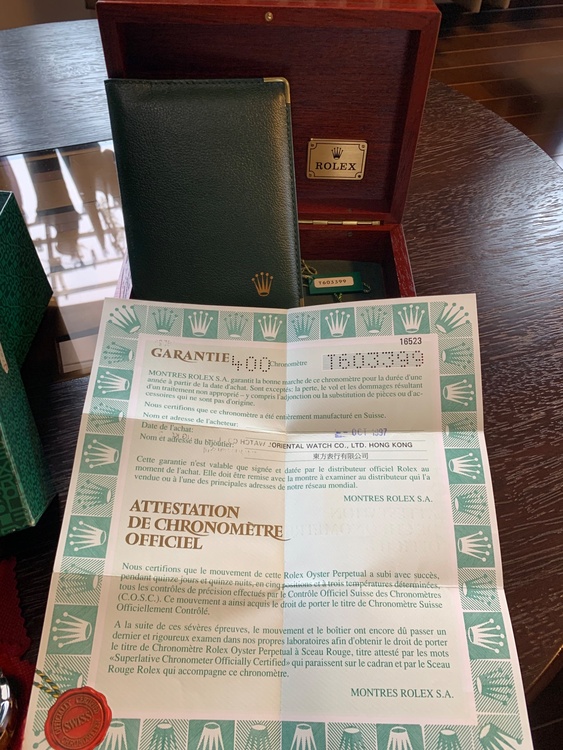 ROLEX
T603399
16523
GARANTIE 400 Chronomètre T603399
MONTRES ROLEX S.A. garantit la bonne marche de ce chronomètre pour la durée d'une
année à partir de la date d'achat. Sont exceptés: la perte, le vol et les dommages résultant
d'un traitement non approprié – y compris l'adjonction ou la substitution de pièces ou d'ac-
cessoires qui ne sont pas d'origine.
Nous certifions que ce chronomètre a été entièrement manufacturé en Suisse.
Nom et adresse de l'acheteur:
Date de l'achat: OCT 1997
Nom et adresse du bijoutier: ORIENTAL WATCH CO., LTD. HONG KONG
東方表行有限公司
Cette garantie n'est valable que signée et datée par le distributeur officiel Rolex au
moment de l'achat. Elle doit être remise avec la montre à examiner au distributeur qui l'a
vendue ou à l'une des principales adresses de notre réseau mondial.
MONTRES ROLEX S.A.
ATTESTATION
DE CHRONOMÈTRE
OFFICIEL
Nous certifions que le mouvement de cette Rolex Oyster Perpetual a subi avec succès,
pendant quinze jours et quinze nuits, en cinq positions et à trois températures déterminées,
tous les contrôles de précision effectués par le Contrôle Officiel Suisse des Chronomètres
(C.O.S.C.). Ce mouvement a ainsi acquis le droit de porter le titre de Chronomètre Suisse
Officiellement Contrôlé.
A la suite de ces sévères épreuves, le mouvement et le boîtier ont encore dû passer un
dernier et rigoureux examen dans nos propres laboratoires afin d'obtenir le droit de porter
le titre de Chronomètre Rolex Oyster Perpetual à Sceau Rouge, titre attesté par les mots
«Superlative Chronometer Officially Certified» qui paraissent sur le cadran et par le Sceau
Rouge Rolex qui accompagne ce chronomètre.
MONTRES ROLEX S.A.
SWISS